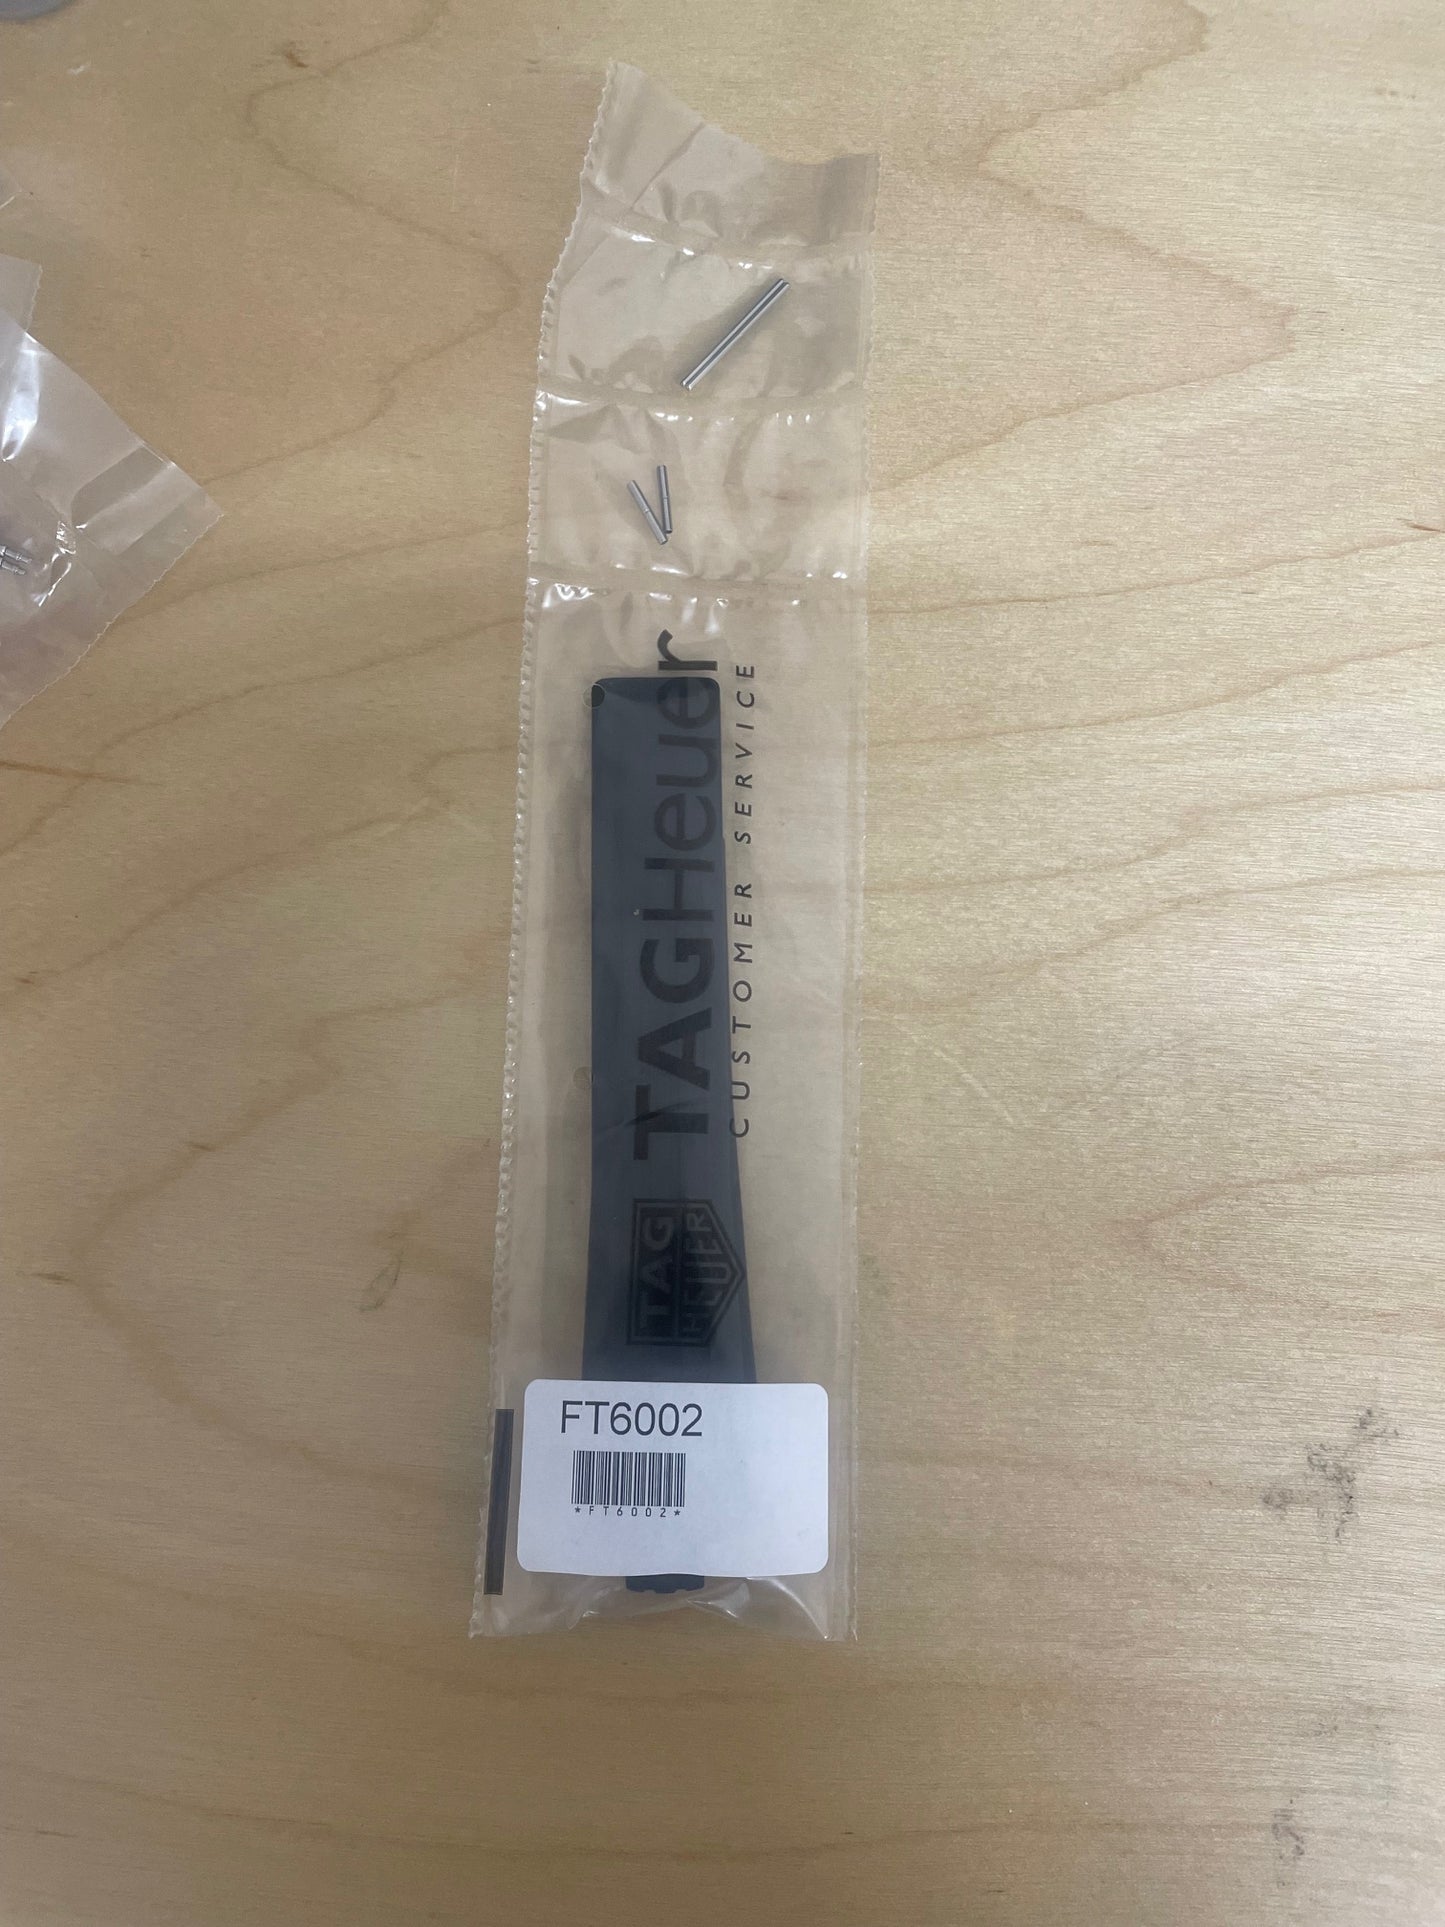 TAGHeuer
CUSTOMER SERVICE
TAG
HEUER
FT6002
*FT6002*